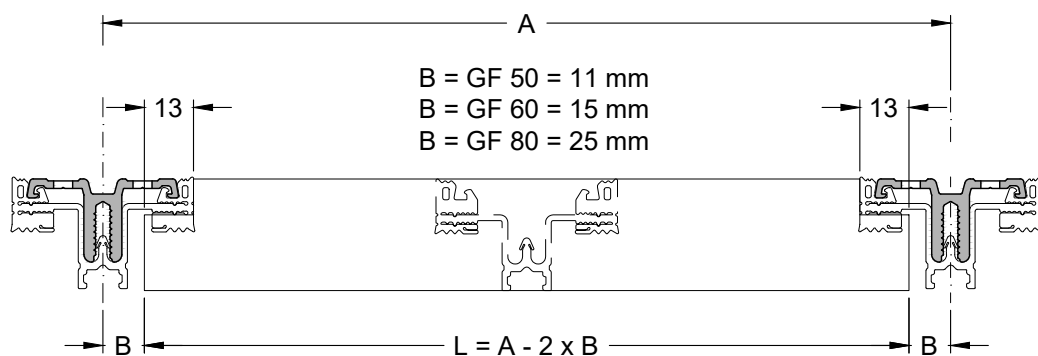 A
B = GF 50 = 11 mm
13
B = GF 60 = 15 mm
13
B = GF 80 = 25 mm
B
L = A - 2 x B
B